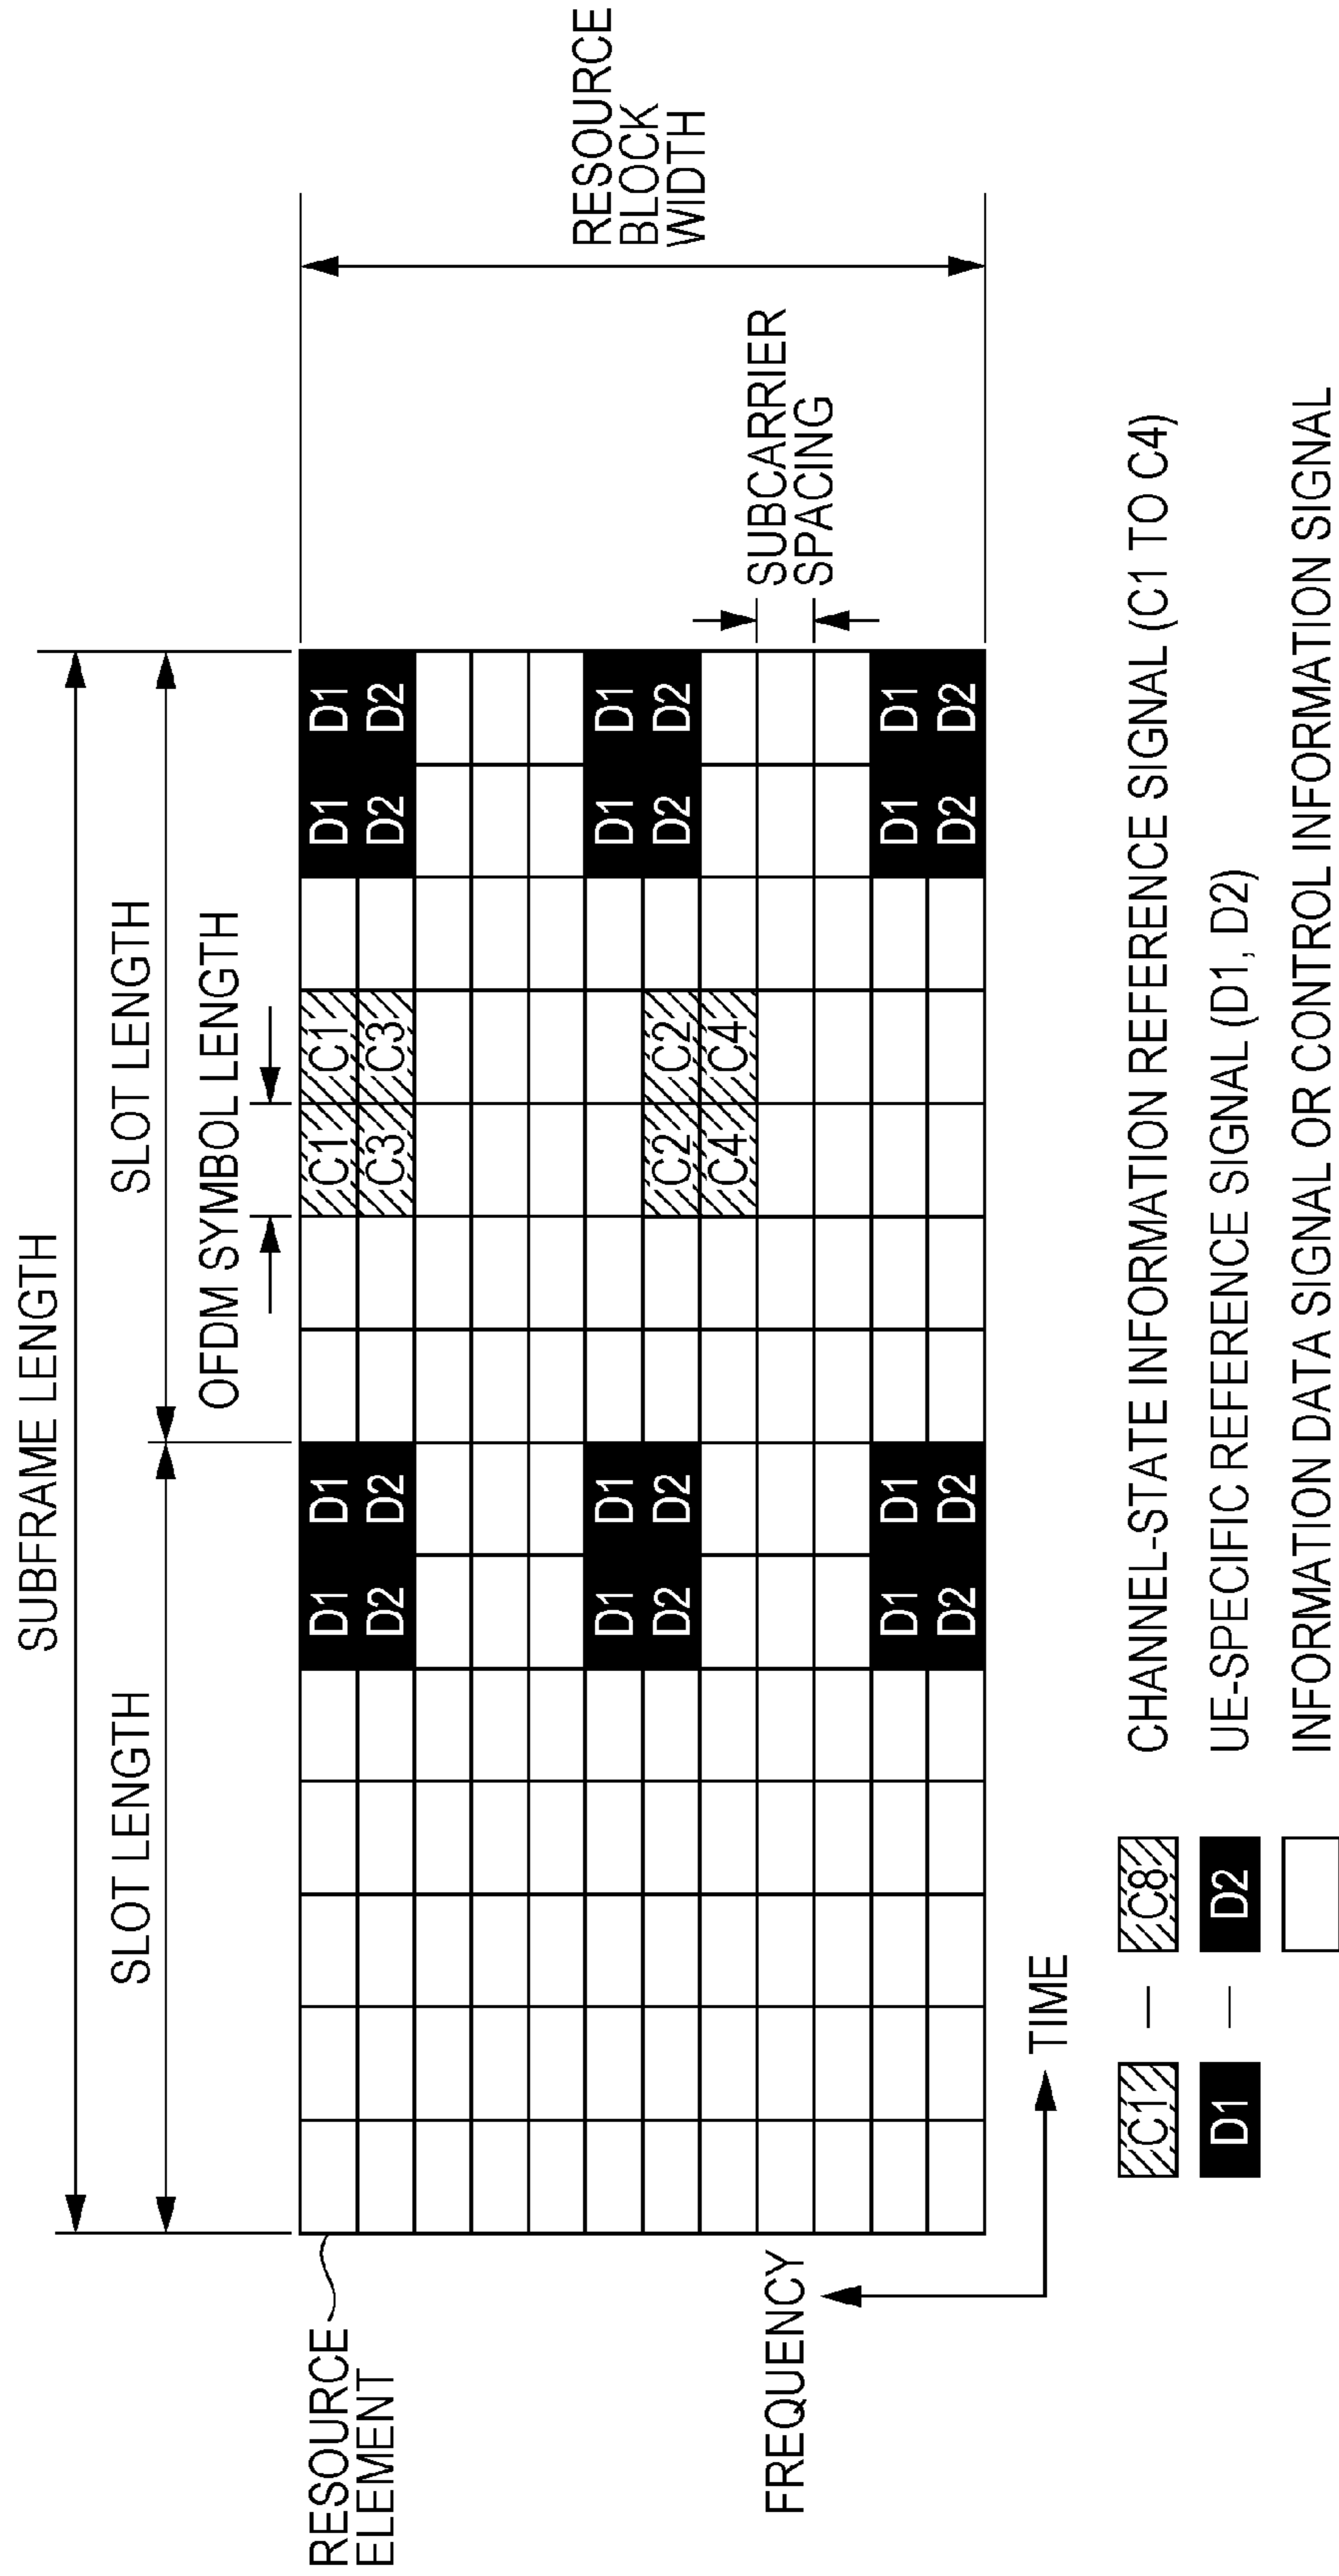 SUBFRAME LENGTH
SLOT LENGTH
SLOT LENGTH
OFDM SYMBOL LENGTH
RESOURCE
ELEMENT
D1 D1 C1 C1 D1 D1
D2 D2 C3 C3 D2 D2
D1 D1 D1 D1
D2 D2 C2 C2 D2 D2
C4 C4
D1 D1 D1 D1
D2 D2 D2 D2
RESOURCE
BLOCK
WIDTH
SUBCARRIER
SPACING
FREQUENCY
TIME
C1 — C8 CHANNEL-STATE INFORMATION REFERENCE SIGNAL (C1 TO C4)
D1 — D2 UE-SPECIFIC REFERENCE SIGNAL (D1, D2)
INFORMATION DATA SIGNAL OR CONTROL INFORMATION SIGNAL